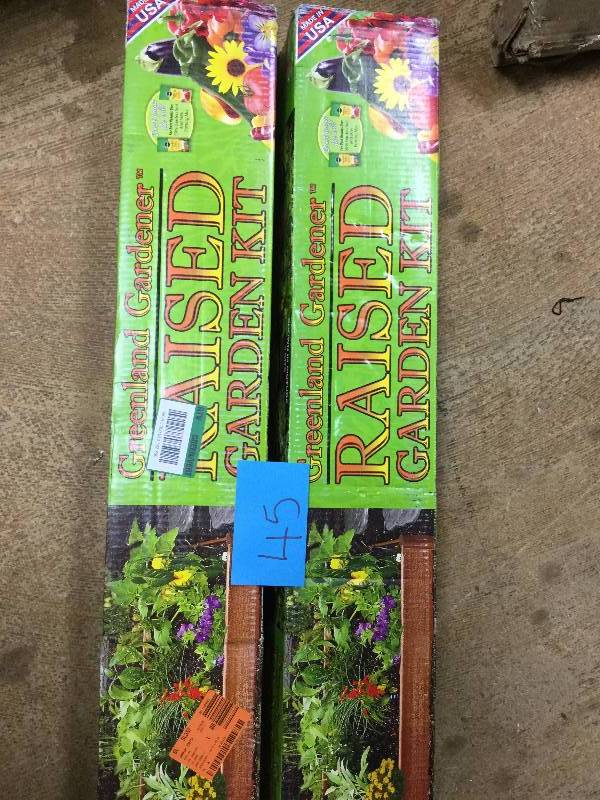 MADE IN
USA
Greenland Gardener™
RAISED
GARDEN KIT
MADE IN
USA
Greenland Gardener™
RAISED
GARDEN KIT
45